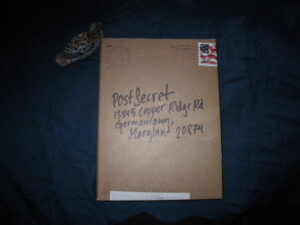 PostSecret
13345 Copper Ridge Rd
Germantown,
Maryland 20874